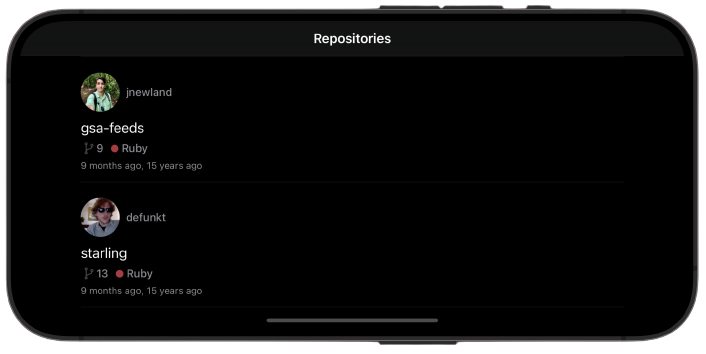 Repositories
jnewland
gsa-feeds
9 Ruby
9 months ago, 15 years ago
defunkt
starling
13 Ruby
9 months ago, 15 years ago